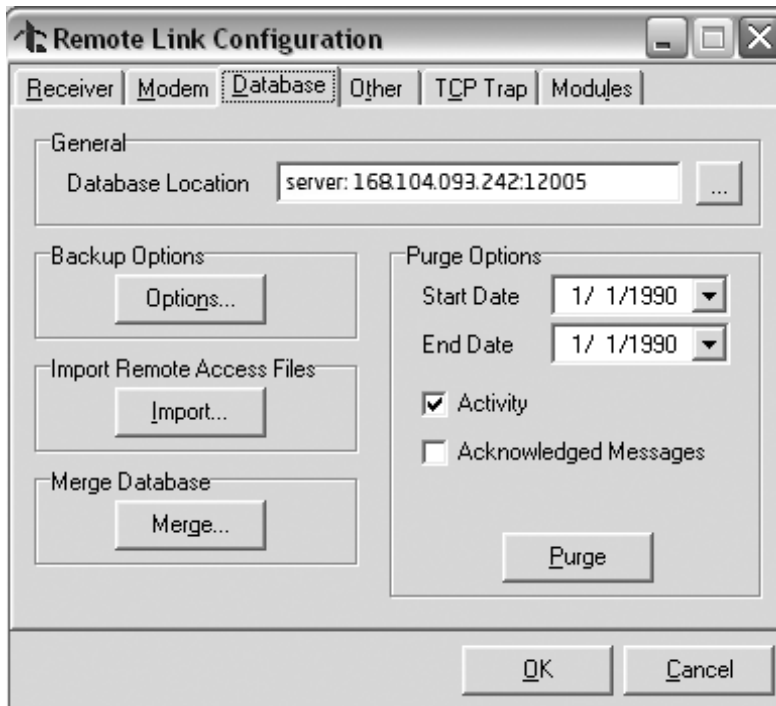 Remote Link Configuration
Receiver Modem Database Other TCP Trap Modules
General
Database Location server: 168.104.093.242:12005 ...
Backup Options
Options...
Import Remote Access Files
Import...
Merge Database
Merge...
Purge Options
Start Date 1/ 1/1990
End Date 1/ 1/1990
Activity
Acknowledged Messages
Purge
OK Cancel